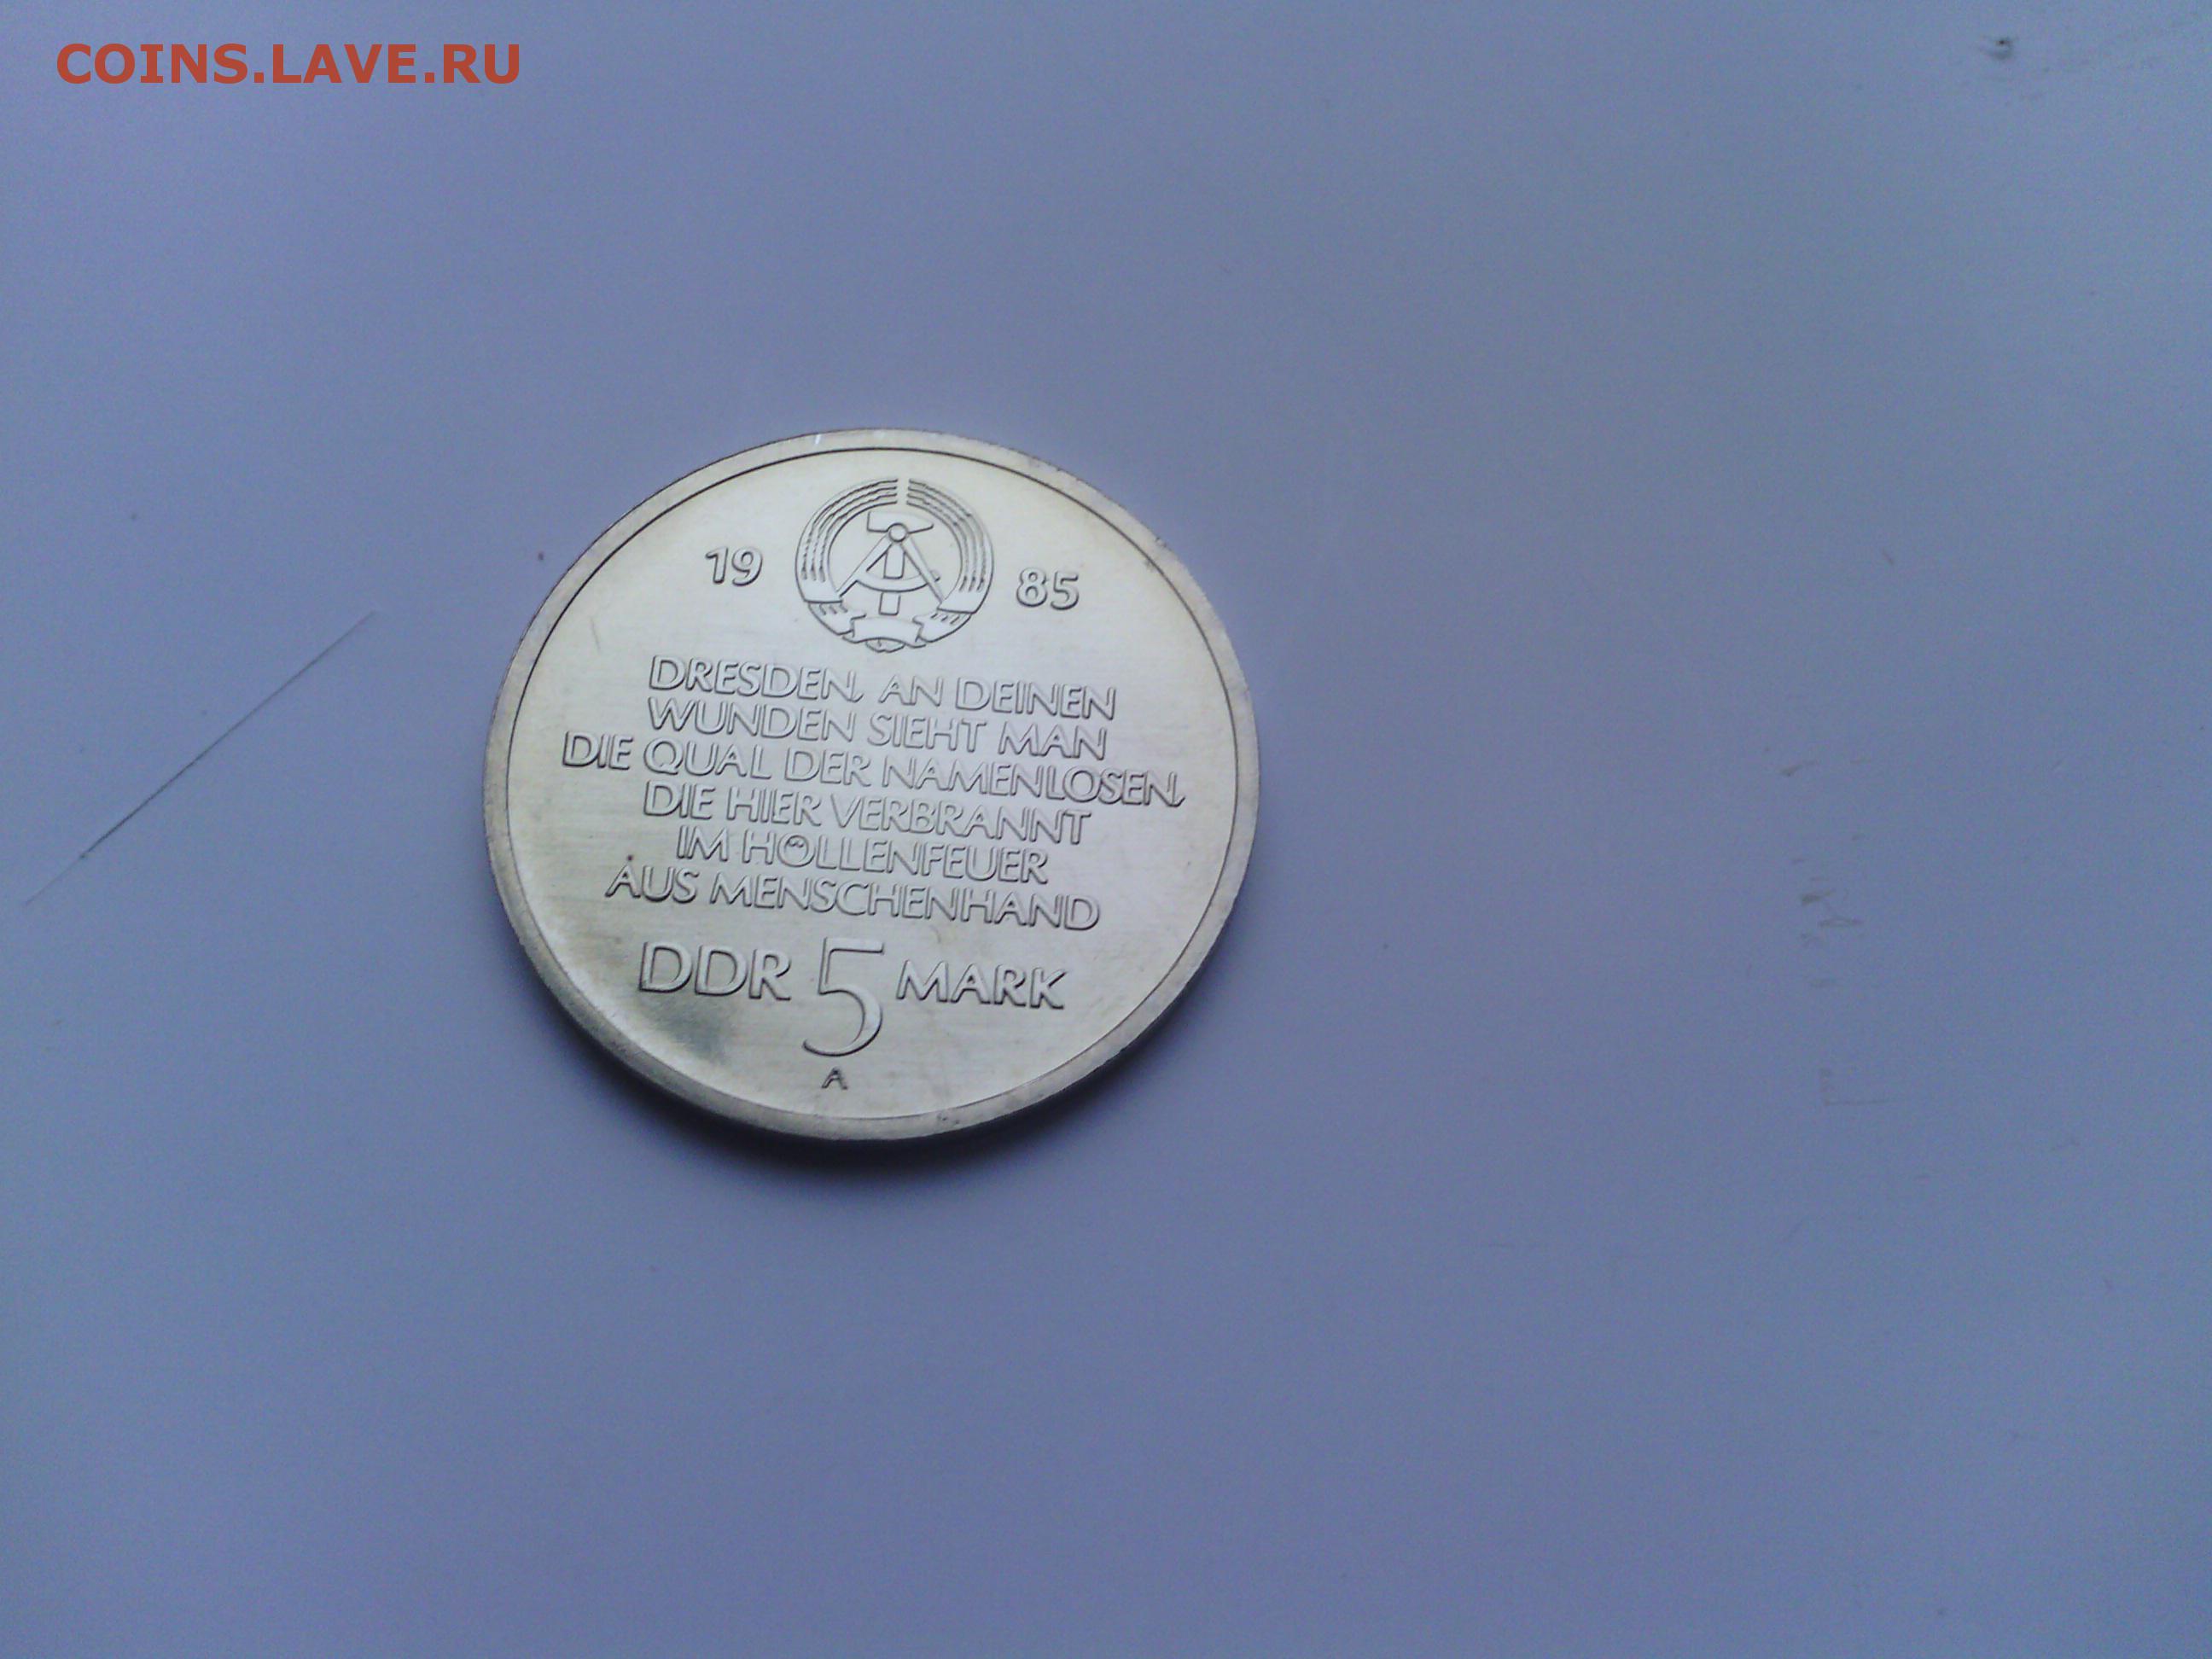 COINS.LAVE.RU
19 85
DRESDEN, AN DEINEN
WUNDEN SIEHT MAN
DIE QUAL DER NAMENLOSEN,
DIE HIER VERBRANNT
IM HÖLLENFEUER
AUS MENSCHENHAND
DDR 5 MARK
A